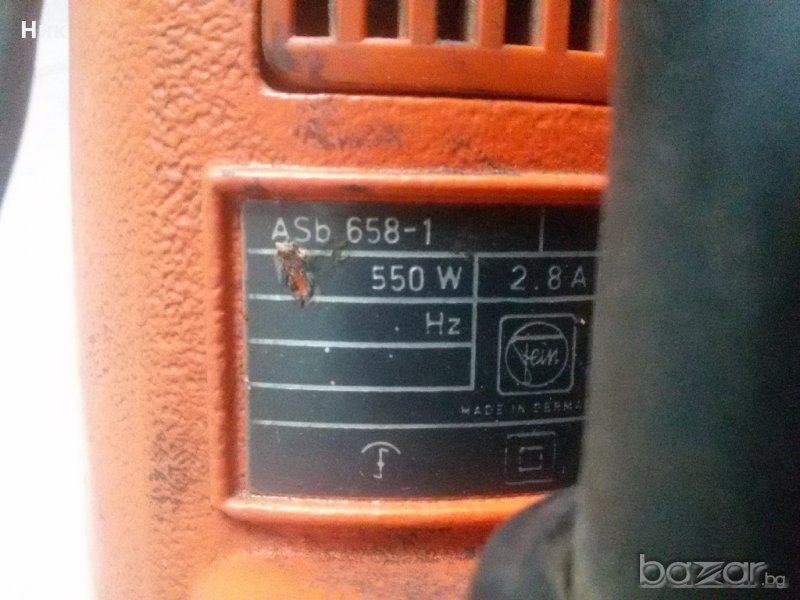 ASb 658-1
550 W 2.8 A
Hz
fein
MADE IN GERMA
bazar.bg